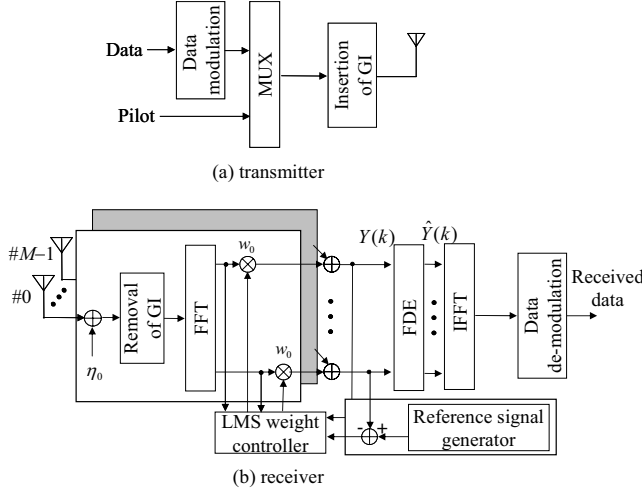 Data
Data
modulation
MUX
Insertion
of GI
Pilot
(a) transmitter
#M–1
#0
η₀
Removal
of GI
FFT
w₀
w₀
Y(k)
Ŷ(k)
FDE
IFFT
Data
de-modulation
Received
data
LMS weight
controller
- +
Reference signal
generator
(b) receiver